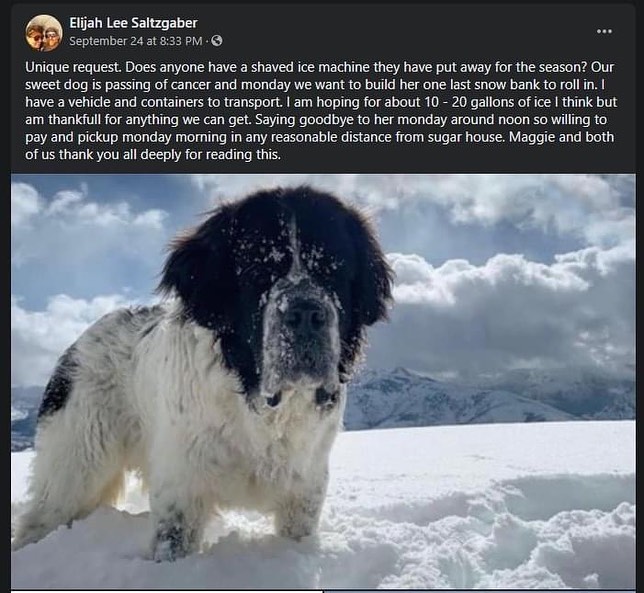 Elijah Lee Saltzgaber
September 24 at 8:33 PM ·
Unique request. Does anyone have a shaved ice machine they have put away for the season? Our
sweet dog is passing of cancer and monday we want to build her one last snow bank to roll in. I
have a vehicle and containers to transport. I am hoping for about 10 - 20 gallons of ice I think but
am thankfull for anything we can get. Saying goodbye to her monday around noon so willing to
pay and pickup monday morning in any reasonable distance from sugar house. Maggie and both
of us thank you all deeply for reading this.